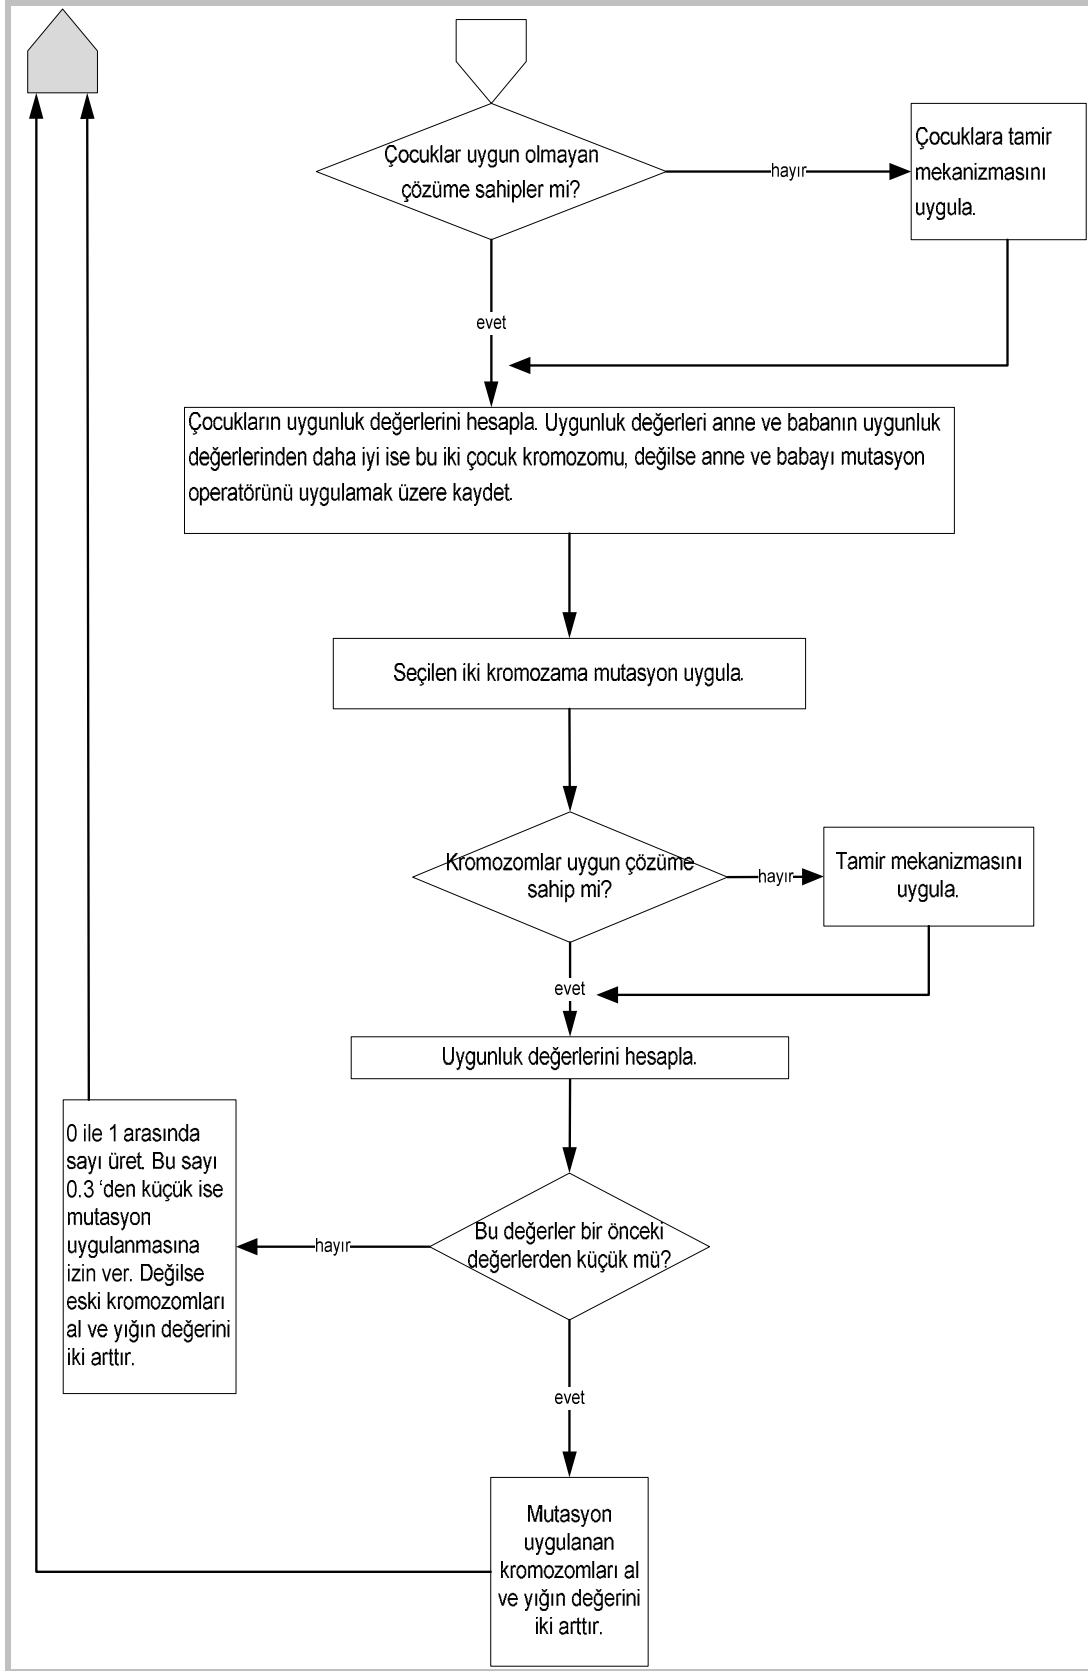 Çocuklar uygun olmayan
çözüme sahipler mi?
hayır
Çocuklara tamir
mekanizmasını
uygula.
evet
Çocukların uygunluk değerlerini hesapla. Uygunluk değerleri anne ve babanın uygunluk
değerlerinden daha iyi ise bu iki çocuk kromozomu, değilse anne ve babayı mutasyon
operatörünü uygulamak üzere kaydet.
Seçilen iki kromozama mutasyon uygula.
Kromozomlar uygun çözüme
sahip mi?
hayır
Tamir mekanizmasını
uygula.
evet
Uygunluk değerlerini hesapla.
Bu değerler bir önceki
değerlerden küçük mü?
hayır
0 ile 1 arasında
sayı üret. Bu sayı
0.3 ‘den küçük ise
mutasyon
uygulanmasına
izin ver. Değilse
eski kromozomları
al ve yığın değerini
iki arttır.
evet
Mutasyon
uygulanan
kromozomları al
ve yığın değerini
iki arttır.